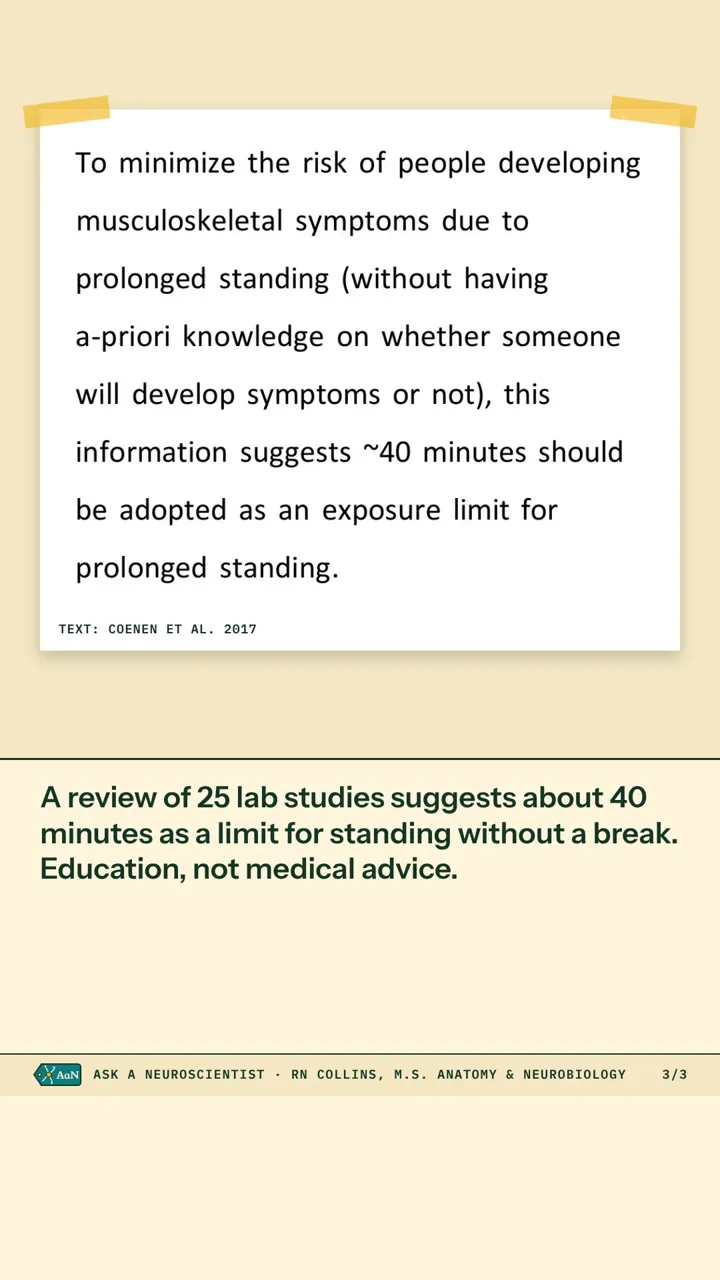 To minimize the risk of people developing
musculoskeletal symptoms due to
prolonged standing (without having
a-priori knowledge on whether someone
will develop symptoms or not), this
information suggests ~40 minutes should
be adopted as an exposure limit for
prolonged standing.
TEXT: COENEN ET AL. 2017
A review of 25 lab studies suggests about 40
minutes as a limit for standing without a break.
Education, not medical advice.
AaN ASK A NEUROSCIENTIST · RN COLLINS, M.S. ANATOMY & NEUROBIOLOGY 3/3